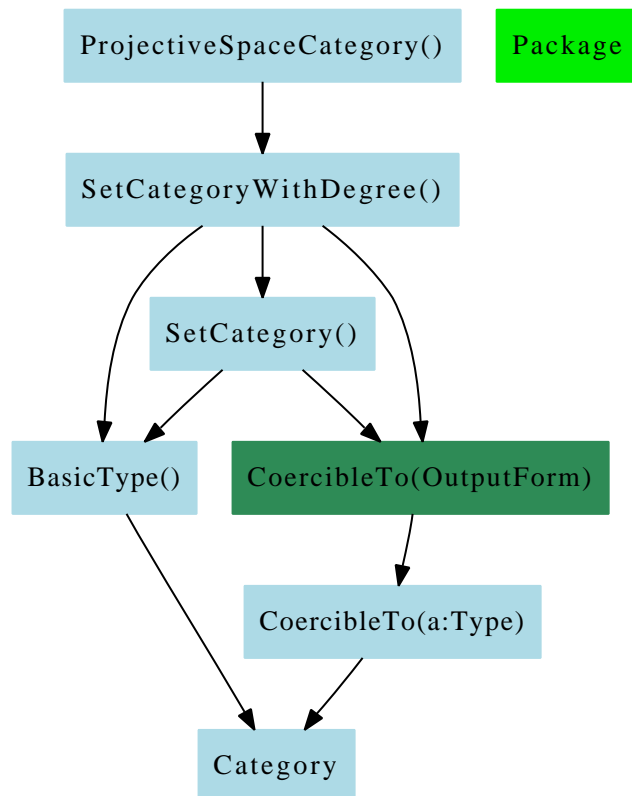 ProjectiveSpaceCategory()
Package
SetCategoryWithDegree()
SetCategory()
BasicType()
CoercibleTo(OutputForm)
CoercibleTo(a:Type)
Category